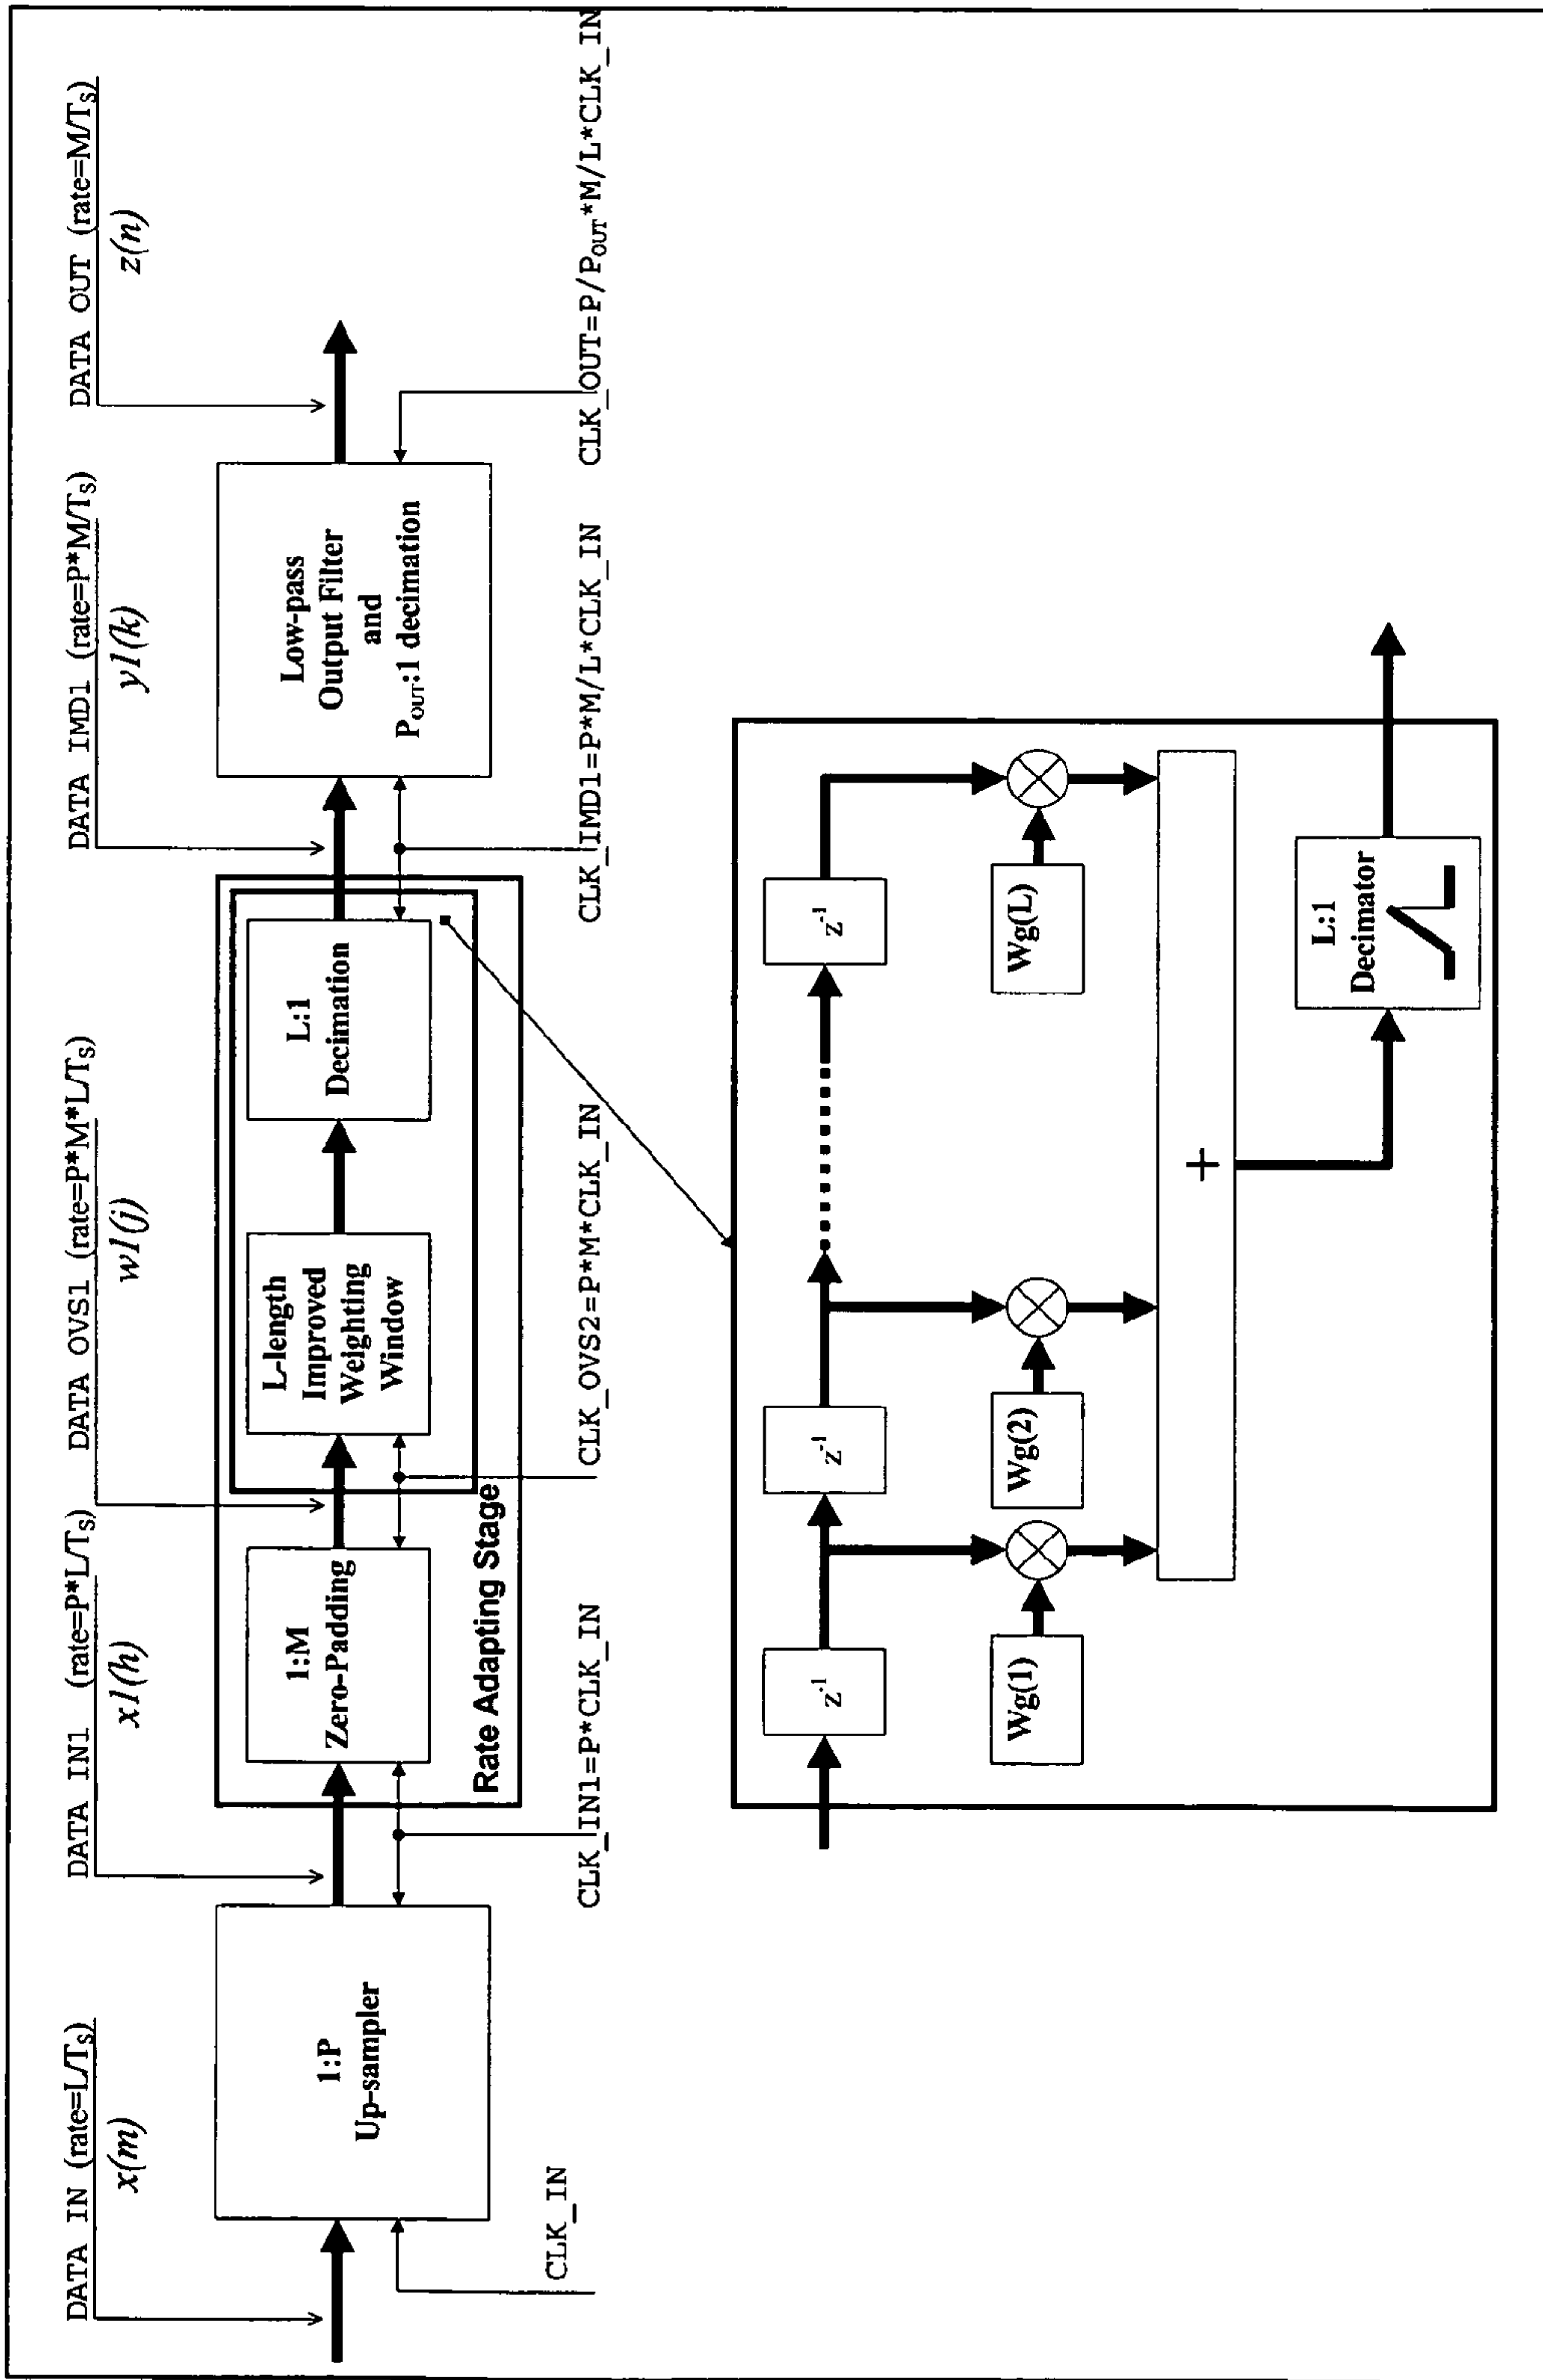 DATA IN (rate=L/Ts)
x(m)
DATA IN1 (rate=P*L/Ts)
x1(h)
DATA OVS1 (rate=P*M*L/Ts)
w1(j)
DATA IMD1 (rate=P*M/Ts)
y1(k)
DATA OUT (rate=M/Ts)
z(n)
1:P
Up-sampler
1:M
Zero-Padding
L-length
Improved
Weighting
Window
L:1
Decimation
Rate Adapting Stage
Low-pass
Output Filter
and
P_OUT:1 decimation
CLK_IN
CLK_IN1=P*CLK_IN
CLK_OVS2=P*M*CLK_IN
CLK_IMD1=P*M/L*CLK_IN
CLK_OUT=P/P_OUT*M/L*CLK_IN
z⁻¹
z⁻¹
z⁻¹
Wg(1)
Wg(2)
Wg(L)
+
L:1
Decimator